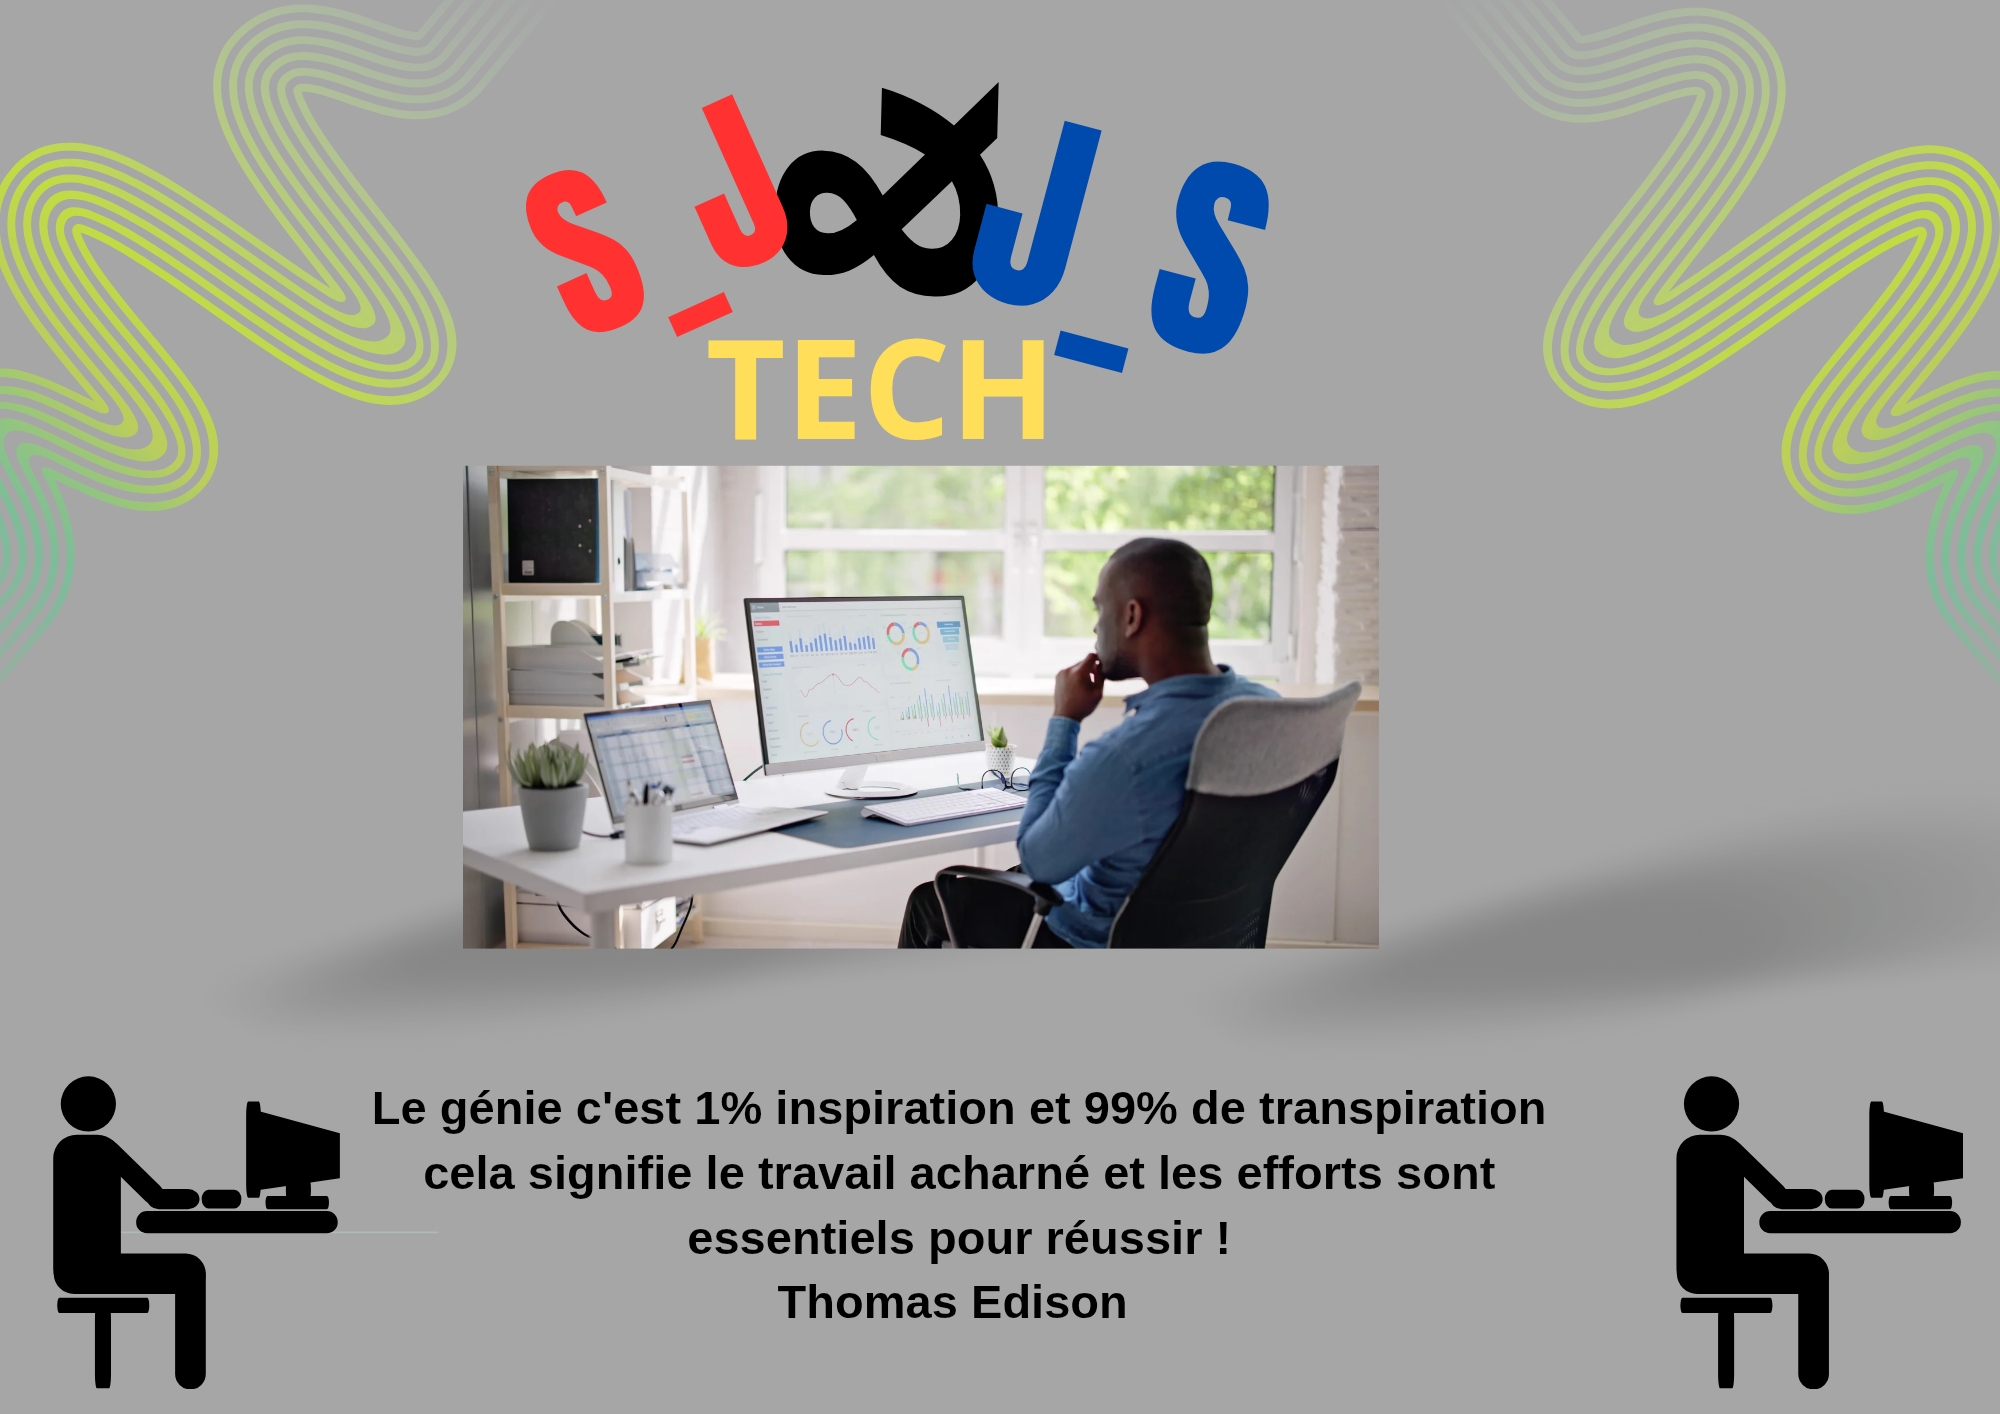 S_J&J_S
TECH
Le génie c'est 1% inspiration et 99% de transpiration
cela signifie le travail acharné et les efforts sont
essentiels pour réussir !
Thomas Edison